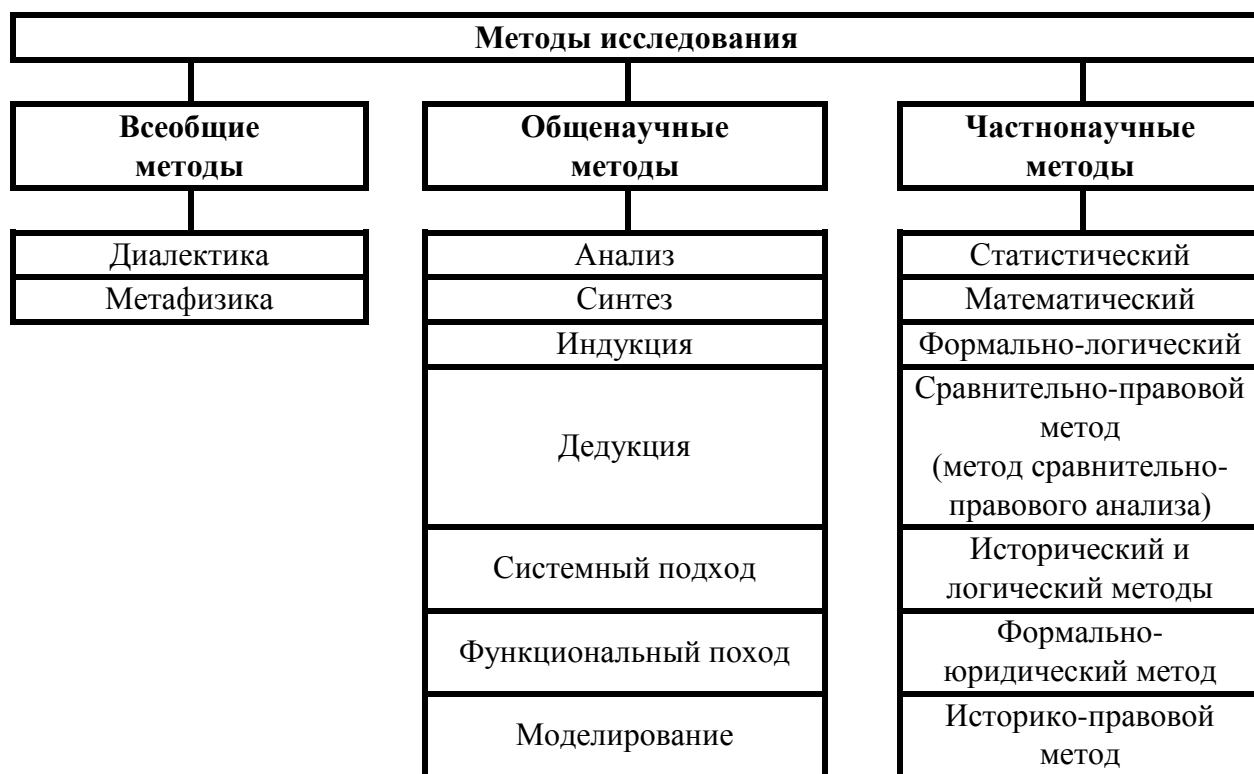 Методы исследования
Всеобщие
методы
Общенаучные
методы
Частнонаучные
методы
Диалектика
Анализ
Статистический
Метафизика
Синтез
Математический
Индукция
Формально-логический
Дедукция
Сравнительно-правовой
метод
(метод сравнительно-
правового анализа)
Системный подход
Исторический и
логический методы
Функциональный поход
Формально-
юридический метод
Моделирование
Историко-правовой
метод